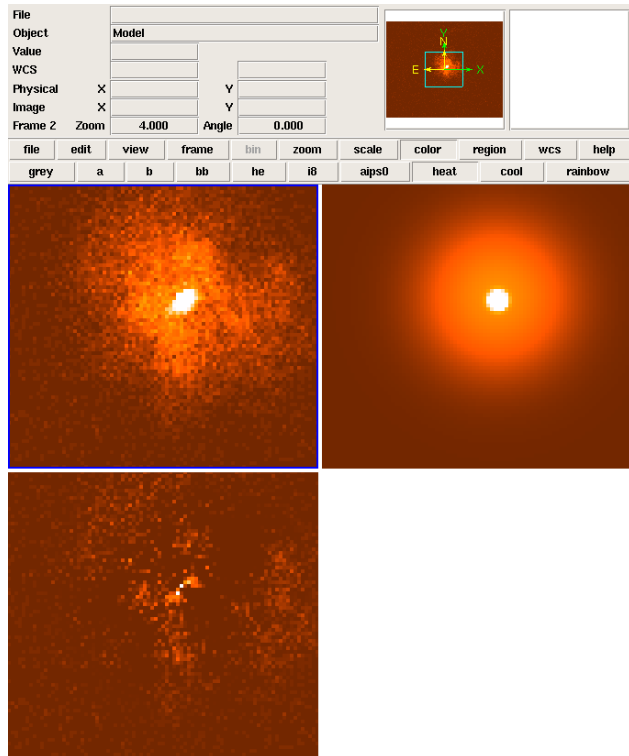 File
Object Model
Value
WCS
Physical X Y
Image X Y
Frame 2 Zoom 4.000 Angle 0.000
Y
N
E X
file edit view frame bin zoom scale color region wcs help
grey a b bb he i8 aips0 heat cool rainbow